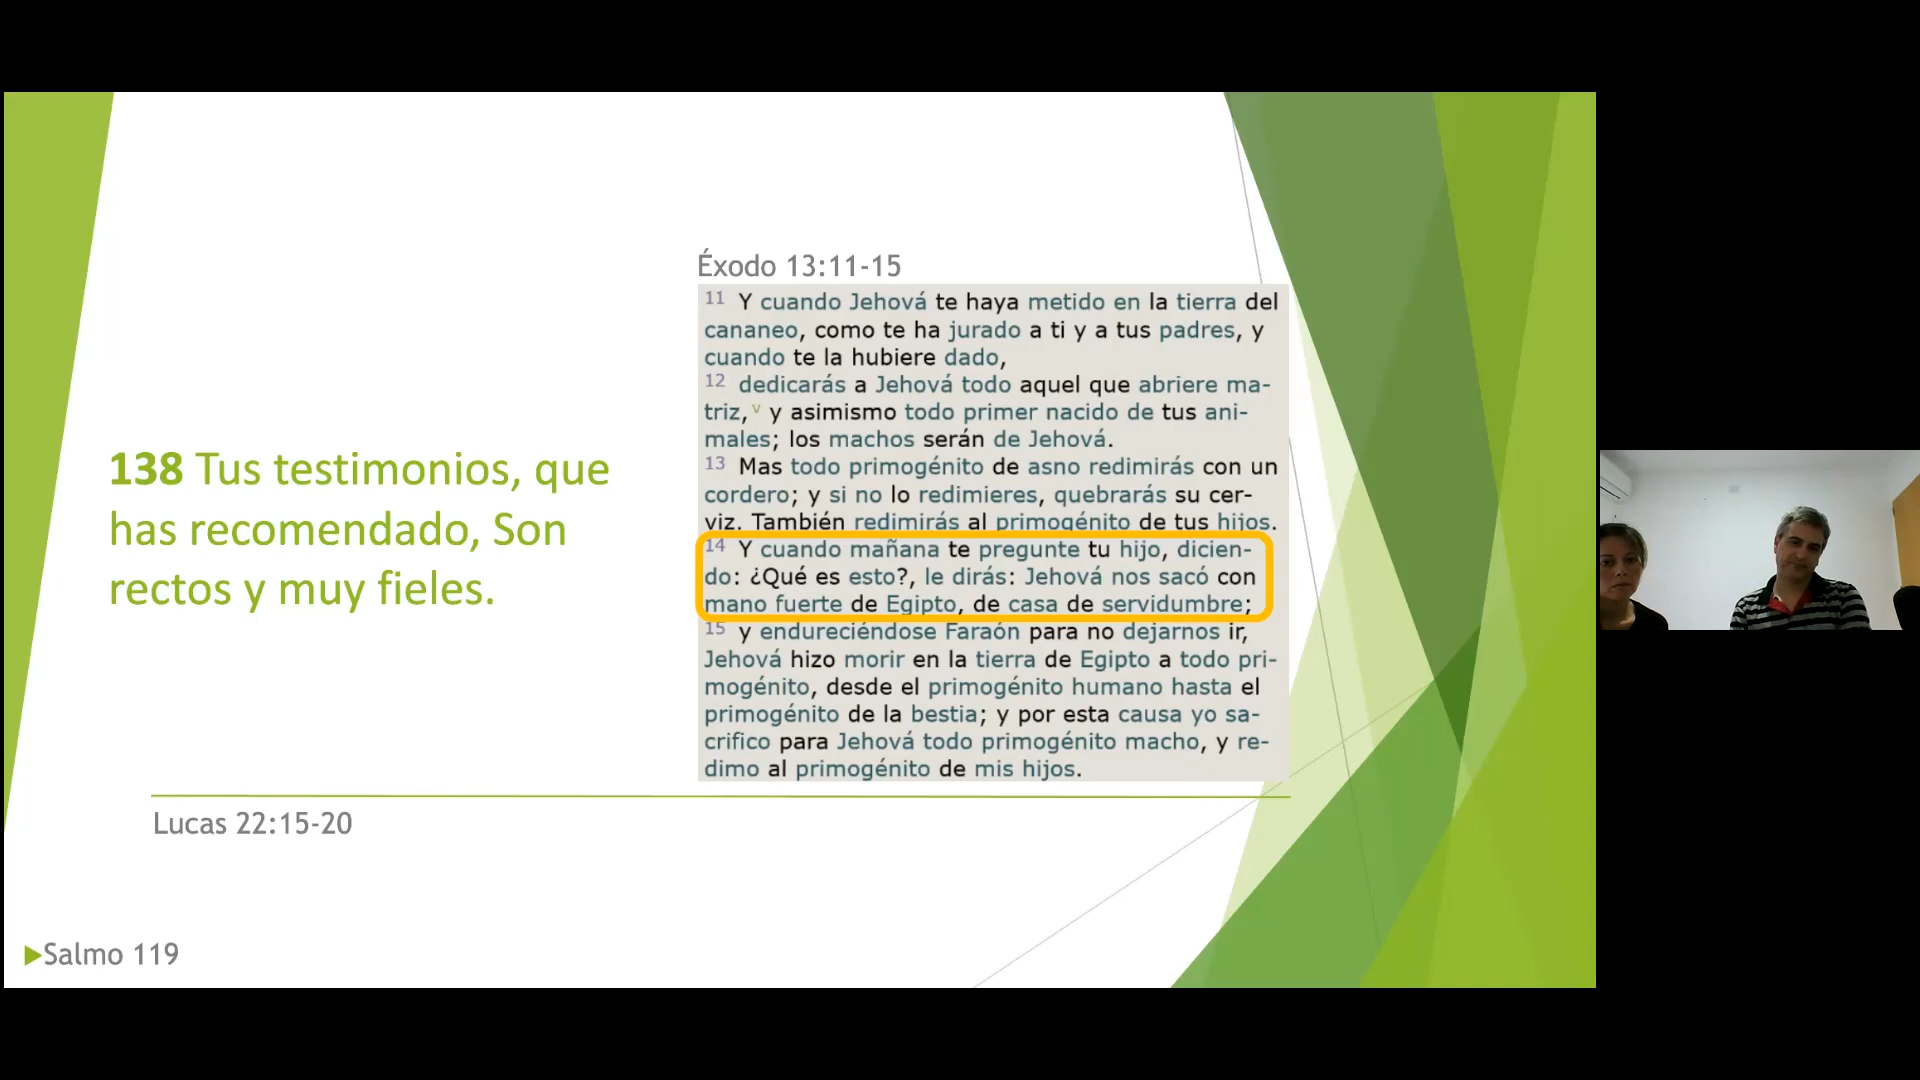 138 Tus testimonios, que
has recomendado, Son
rectos y muy fieles.
Éxodo 13:11-15
11 Y cuando Jehová te haya metido en la tierra del
cananeo, como te ha jurado a ti y a tus padres, y
cuando te la hubiere dado,
12 dedicarás a Jehová todo aquel que abriere ma-
triz,v y asimismo todo primer nacido de tus ani-
males; los machos serán de Jehová.
13 Mas todo primogénito de asno redimirás con un
cordero; y si no lo redimieres, quebrarás su cer-
viz. También redimirás al primogénito de tus hijos.
14 Y cuando mañana te pregunte tu hijo, dicien-
do: ¿Qué es esto?, le dirás: Jehová nos sacó con
mano fuerte de Egipto, de casa de servidumbre;
15 y endureciéndose Faraón para no dejarnos ir,
Jehová hizo morir en la tierra de Egipto a todo pri-
mogénito, desde el primogénito humano hasta el
primogénito de la bestia; y por esta causa yo sa-
crifico para Jehová todo primogénito macho, y re-
dimo al primogénito de mis hijos.
Lucas 22:15-20
Salmo 119